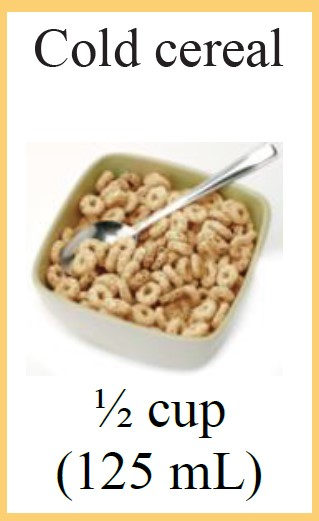 Cold cereal
½ cup
(125 mL)